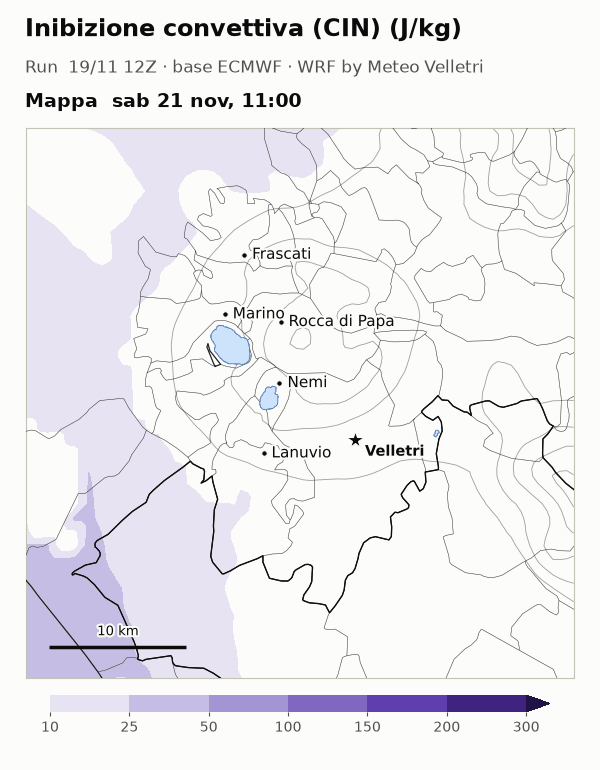 Inibizione convettiva (CIN) (J/kg)
Run 19/11 12Z · base ECMWF · WRF by Meteo Velletri
Mappa sab 21 nov, 11:00
Frascati
Marino
Rocca di Papa
Nemi
Velletri
Lanuvio
10 km
10 25 50 100 150 200 300